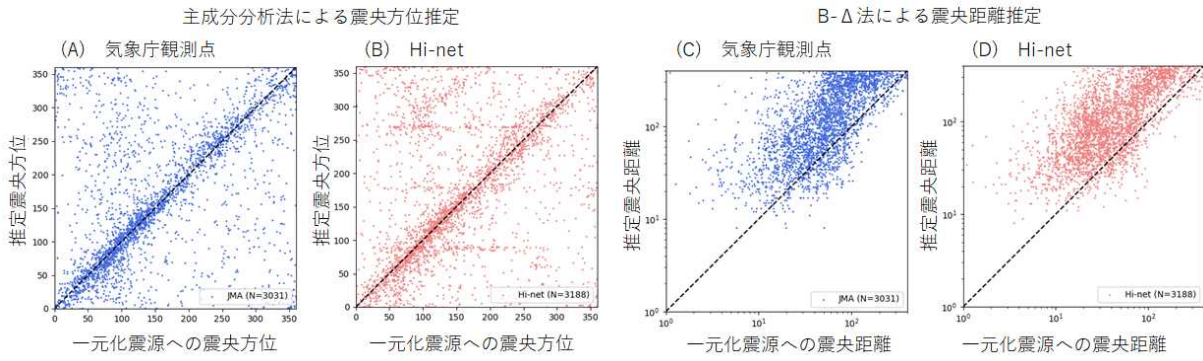 主成分分析法による震央方位推定
B-Δ法による震央距離推定
(A) 気象庁観測点
(B) Hi-net
(C) 気象庁観測点
(D) Hi-net
推定震央方位
350
300
250
200
150
100
50
0
0 50 100 150 200 250 300 350
JMA (N=3031)
一元化震源への震央方位
推定震央方位
350
300
250
200
150
100
50
0
0 50 100 150 200 250 300 350
Hi-net (N=3188)
一元化震源への震央方位
推定震央距離
10²
10¹
10⁰
10⁰ 10¹ 10²
JMA (N=3031)
一元化震源への震央距離
推定震央距離
10²
10¹
10⁰
10⁰ 10¹ 10²
Hi-net (N=3188)
一元化震源への震央距離